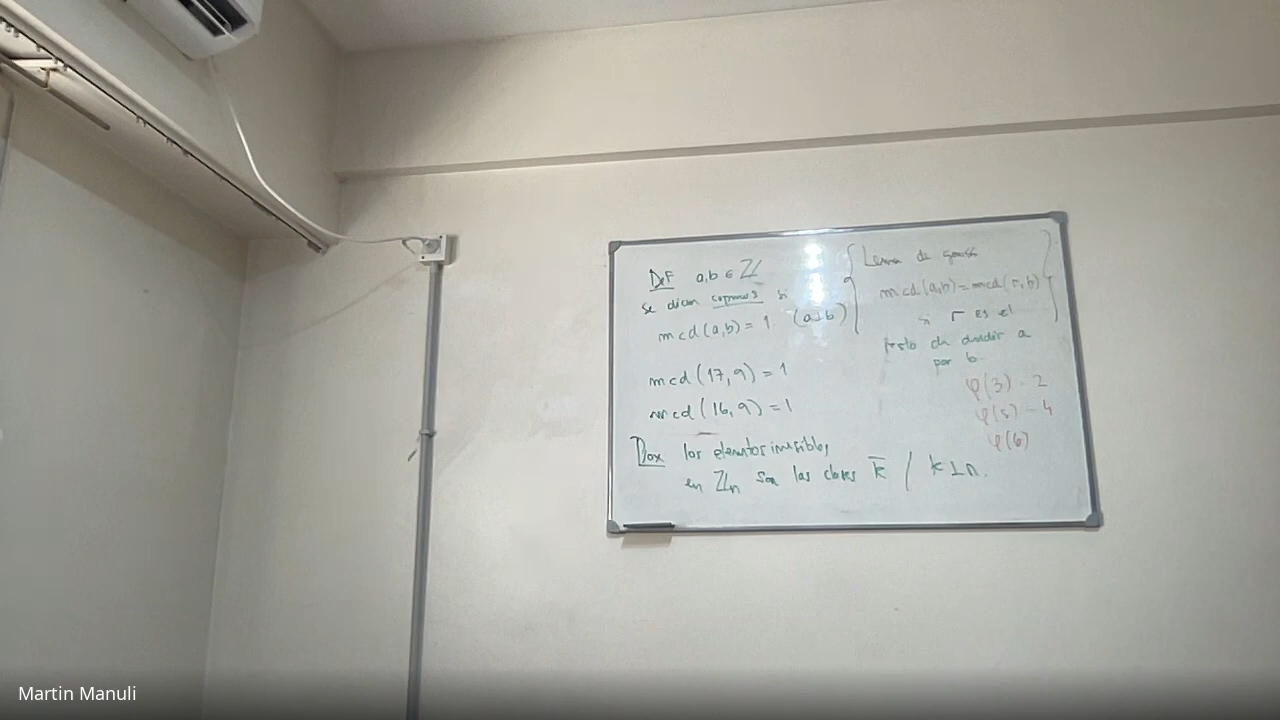 DEF a,b ∈ ℤ
se dicen coprimos si
mcd(a,b) = 1 (a⊥b)
mcd(17,9) = 1
mcd(16,9) = 1
los elementos inversibles
en ℤn son las clases k̅ / k⊥n.
Lema de gauss
mcd(a,b) = mcd(r,b)
si r es el
resto de dividir a
por b.
φ(3) = 2
φ(5) = 4
φ(6)
Martin Manuli